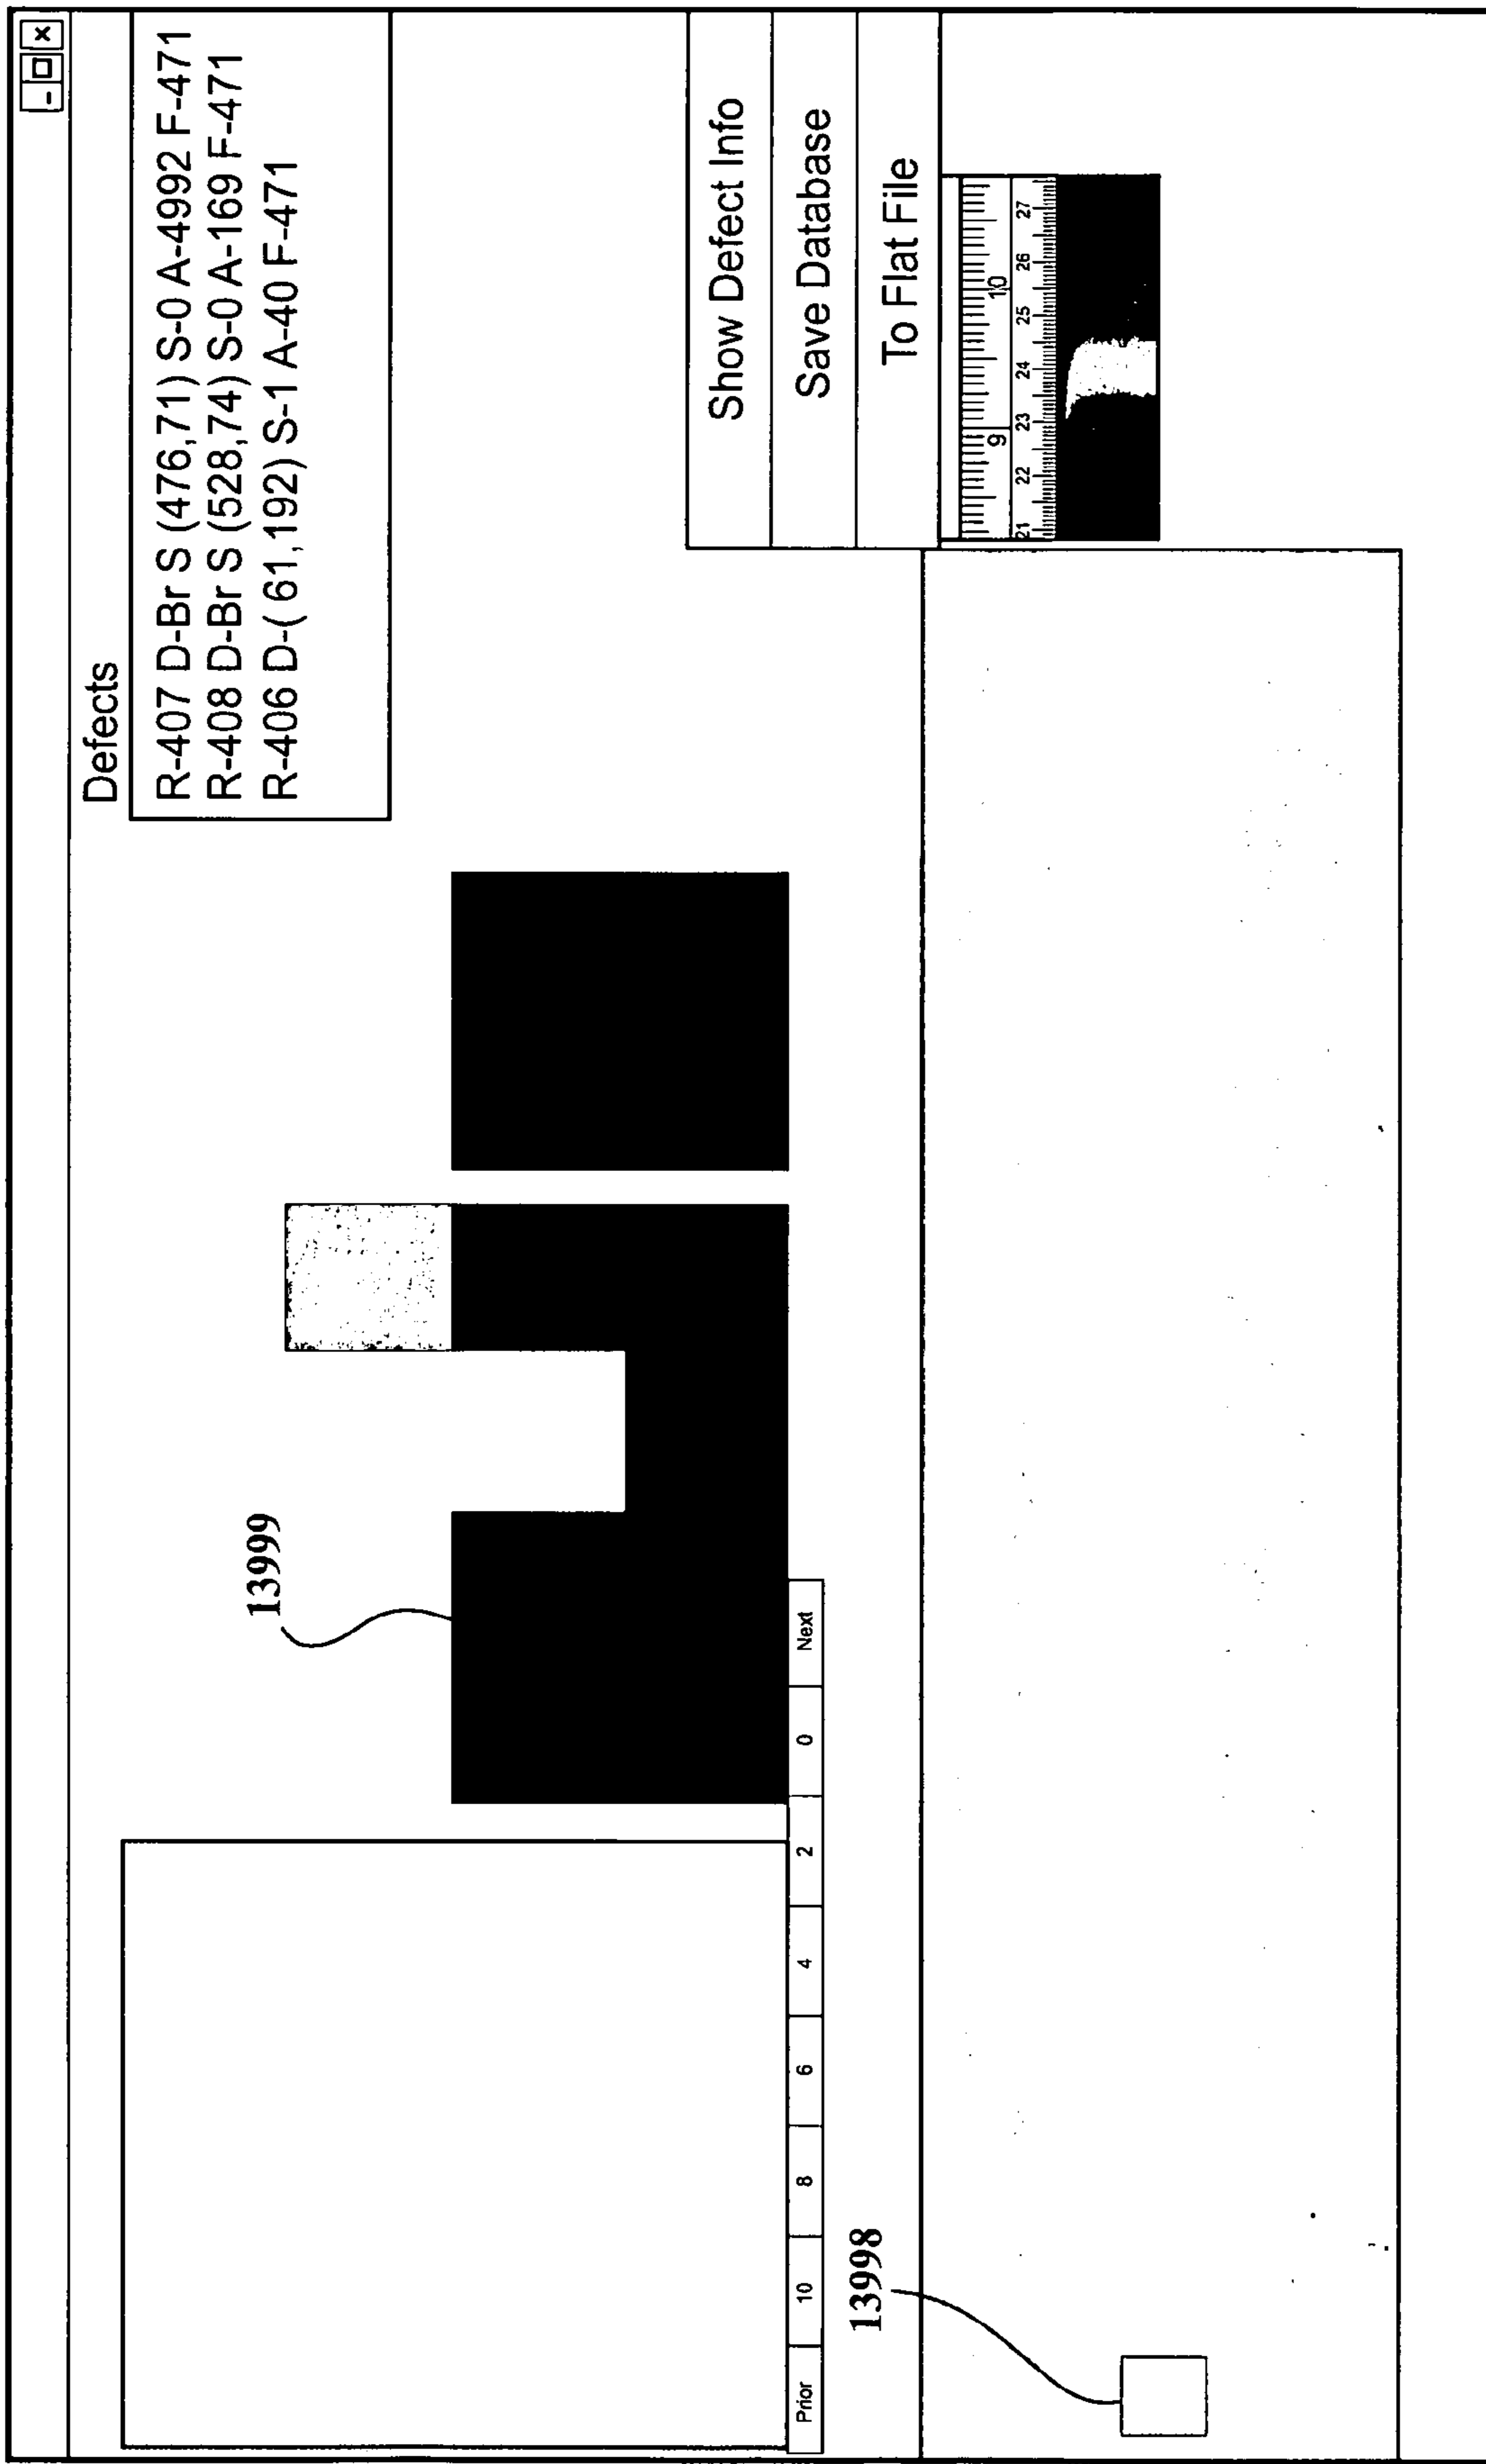 Defects
R-407 D-Br S (476,71) S-0 A-4992 F-471
R-408 D-Br S (528,74) S-0 A-169 F-471
R-406 D-( 61,192) S-1 A-40 F-471
13999
Show Defect Info
Save Database
To Flat File
Prior 10 8 6 4 2 0 Next
13998
9 10
21 22 23 24 25 26 27